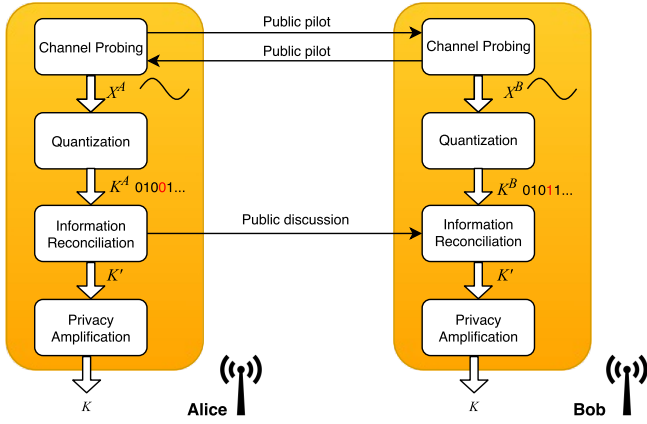 Public pilot
Channel Probing
Channel Probing
Public pilot
X^A
X^B
Quantization
Quantization
K^A 01001...
K^B 01011...
Information
Reconciliation
Public discussion
Information
Reconciliation
K'
K'
Privacy
Amplification
Privacy
Amplification
K
Alice
K
Bob